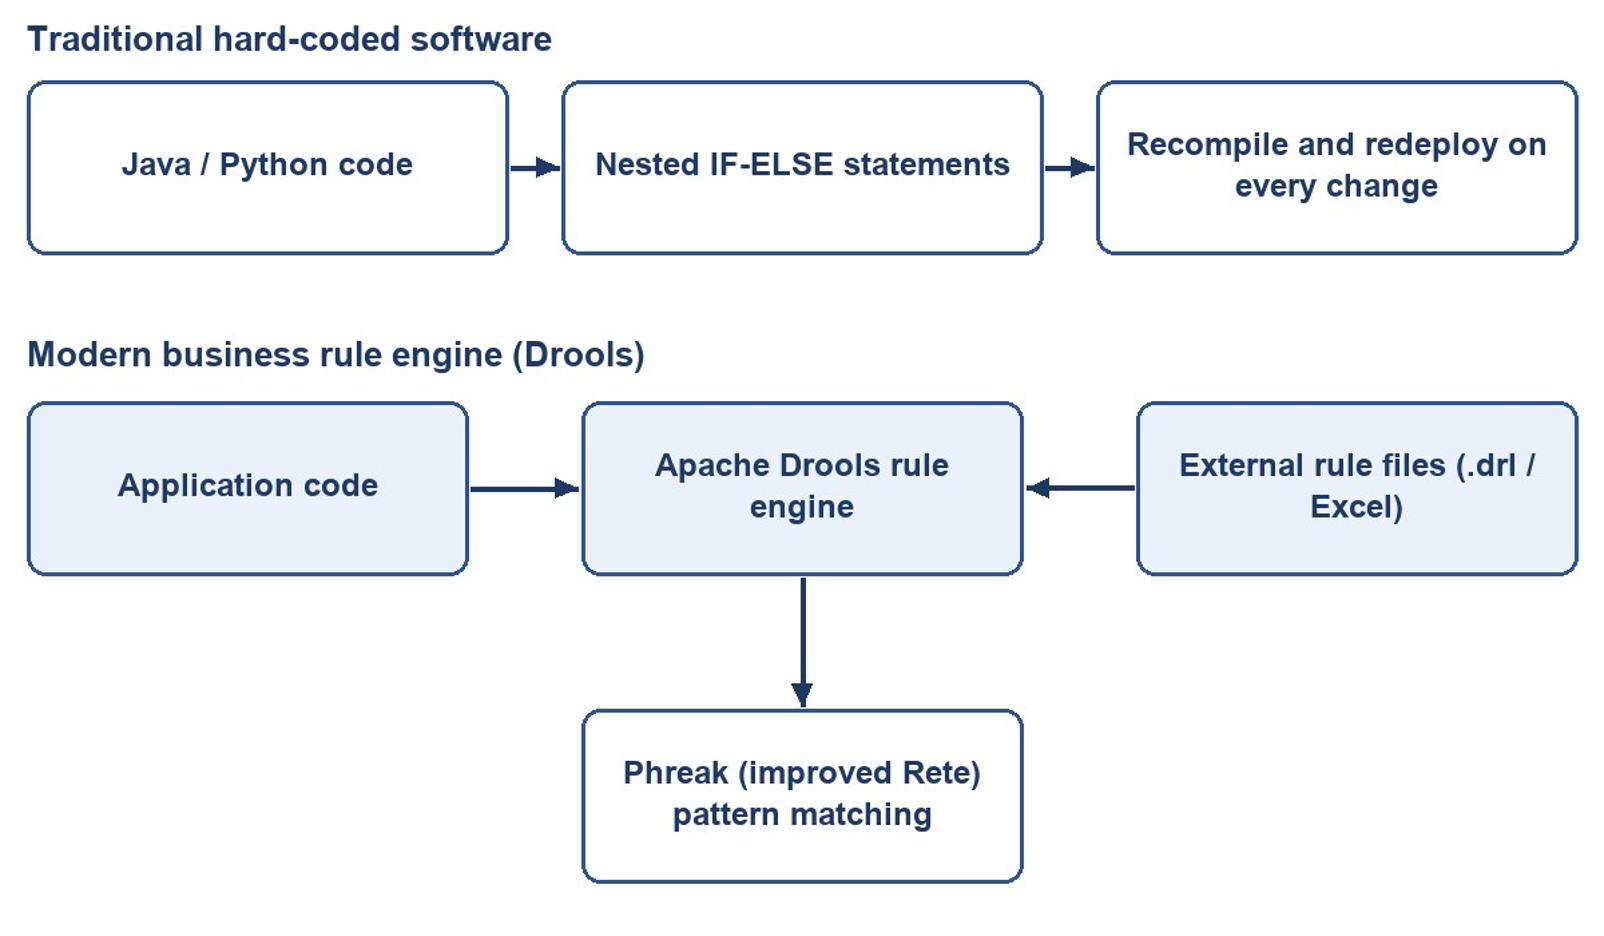 Traditional hard-coded software
Java / Python code
Nested IF-ELSE statements
Recompile and redeploy on
every change
Modern business rule engine (Drools)
Application code
Apache Drools rule
engine
External rule files (.drl /
Excel)
Phreak (improved Rete)
pattern matching